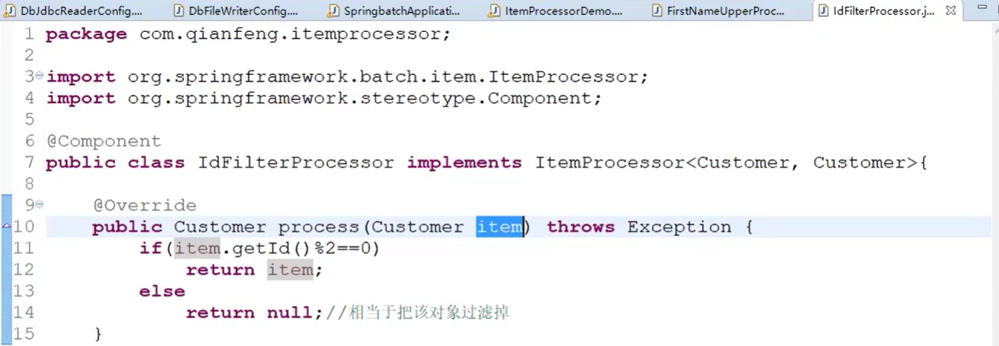 DbJdbcReaderConfig.... DbFileWriterConfig.... SpringbatchApplicati... ItemProcessorDemo.... FirstNameUpperProc... IdFilterProcessor.j...
1 package com.qianfeng.itemprocessor;
2
3 import org.springframework.batch.item.ItemProcessor;
4 import org.springframework.stereotype.Component;
5
6 @Component
7 public class IdFilterProcessor implements ItemProcessor<Customer, Customer>{
8
9 @Override
10 public Customer process(Customer item) throws Exception {
11 if(item.getId()%2==0)
12 return item;
13 else
14 return null;//相当于把该对象过滤掉
15 }